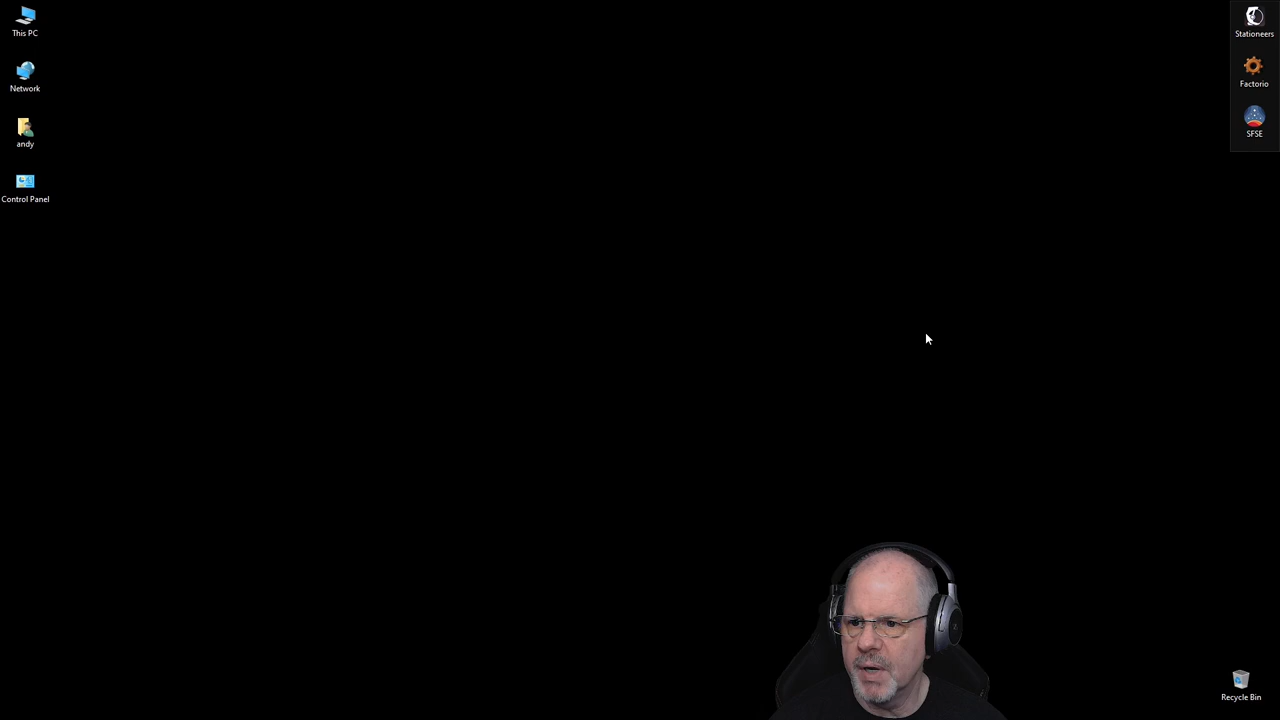 This PC
Network
andy
Control Panel
Stationeers
Factorio
SFSE
Recycle Bin